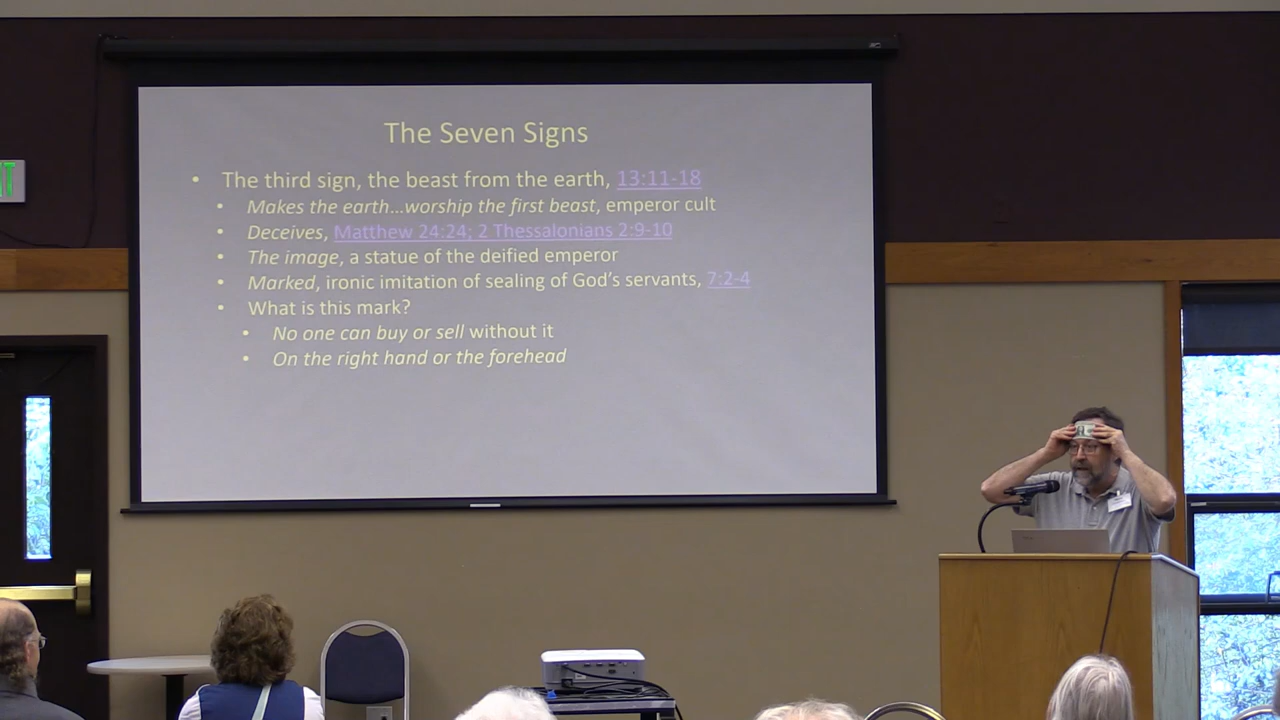 The Seven Signs
• The third sign, the beast from the earth, 13:11-18
• Makes the earth…worship the first beast, emperor cult
• Deceives, Matthew 24:24; 2 Thessalonians 2:9-10
• The image, a statue of the deified emperor
• Marked, ironic imitation of sealing of God's servants, 7:2-4
• What is this mark?
• No one can buy or sell without it
• On the right hand or the forehead